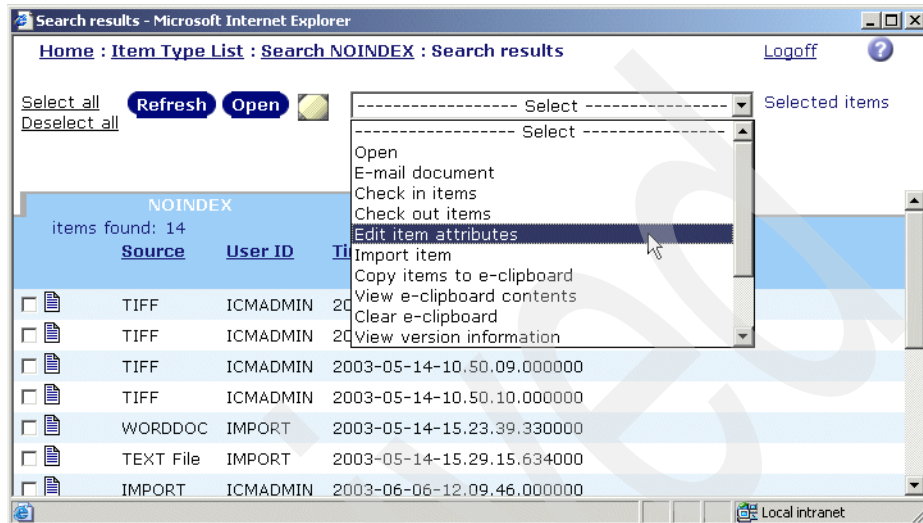 Search results - Microsoft Internet Explorer
Home : Item Type List : Search NOINDEX : Search results Logoff ?
Select all Refresh Open ------------------ Select ---------------- Selected items
Deselect all
------------------ Select ----------------
Open
E-mail document
Check in items
Check out items
Edit item attributes
Import item
Copy items to e-clipboard
View e-clipboard contents
Clear e-clipboard
View version information
NOINDEX
items found: 14
Source User ID
TIFF ICMADMIN
TIFF ICMADMIN
TIFF ICMADMIN 2003-05-14-10.50.09.000000
TIFF ICMADMIN 2003-05-14-10.50.10.000000
WORDDOC IMPORT 2003-05-14-15.23.39.330000
TEXT File IMPORT 2003-05-14-15.29.15.634000
IMPORT ICMADMIN 2003-06-06-12.09.46.000000
Local intranet